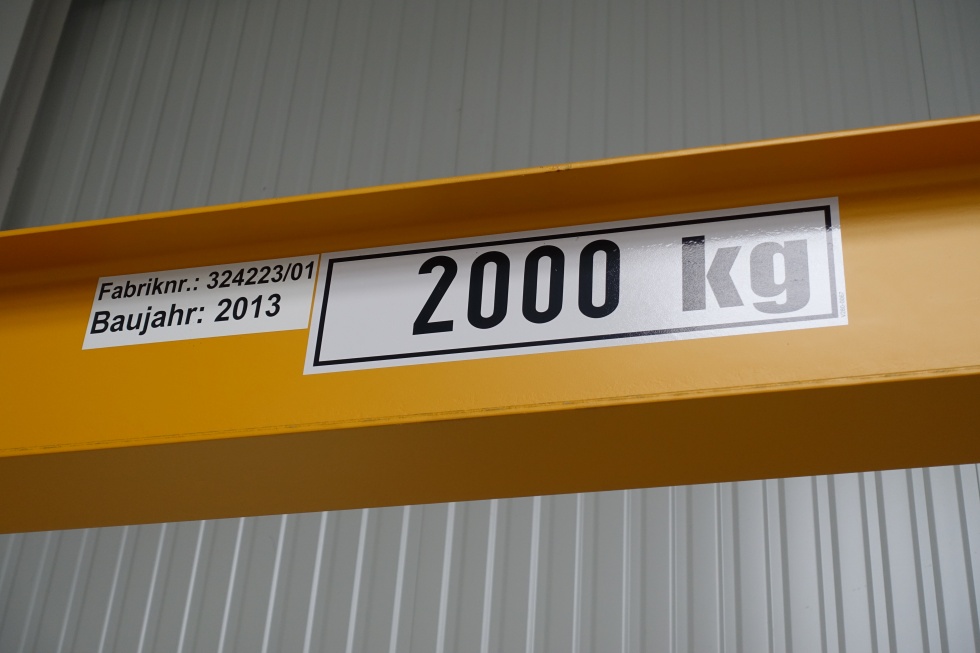 Fabriknr.: 324223/01
Baujahr: 2013
2000 kg